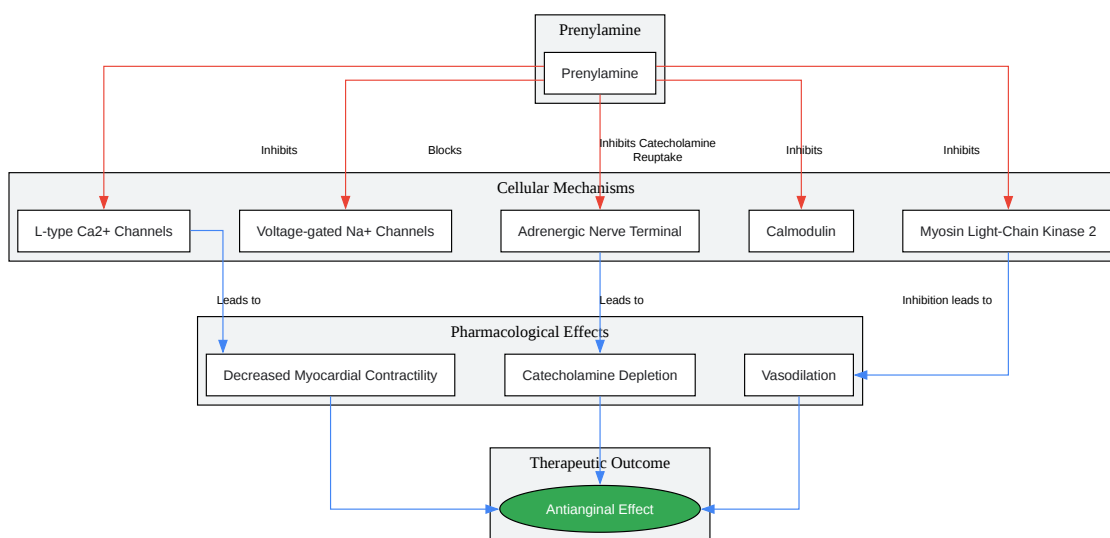 Prenylamine
Prenylamine
Inhibits
Blocks
Inhibits Catecholamine
Reuptake
Inhibits
Inhibits
Cellular Mechanisms
L-type Ca2+ Channels
Voltage-gated Na+ Channels
Adrenergic Nerve Terminal
Calmodulin
Myosin Light-Chain Kinase 2
Leads to
Leads to
Inhibition leads to
Pharmacological Effects
Decreased Myocardial Contractility
Catecholamine Depletion
Vasodilation
Therapeutic Outcome
Antianginal Effect